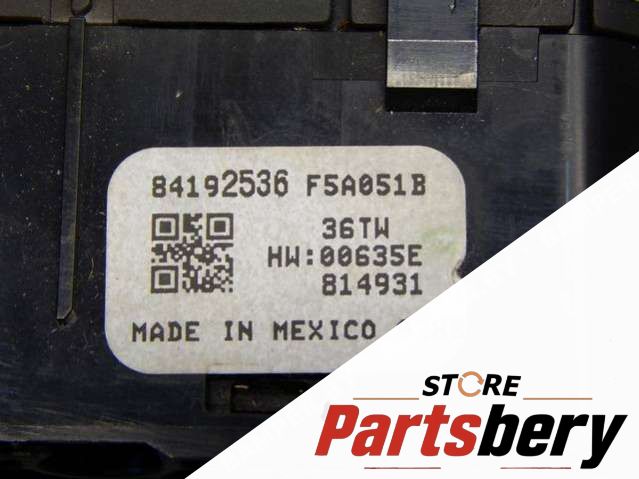 84192536 F5A051B
36TW
HW:00635E
814931
MADE IN MEXICO
STORE
Partsbery